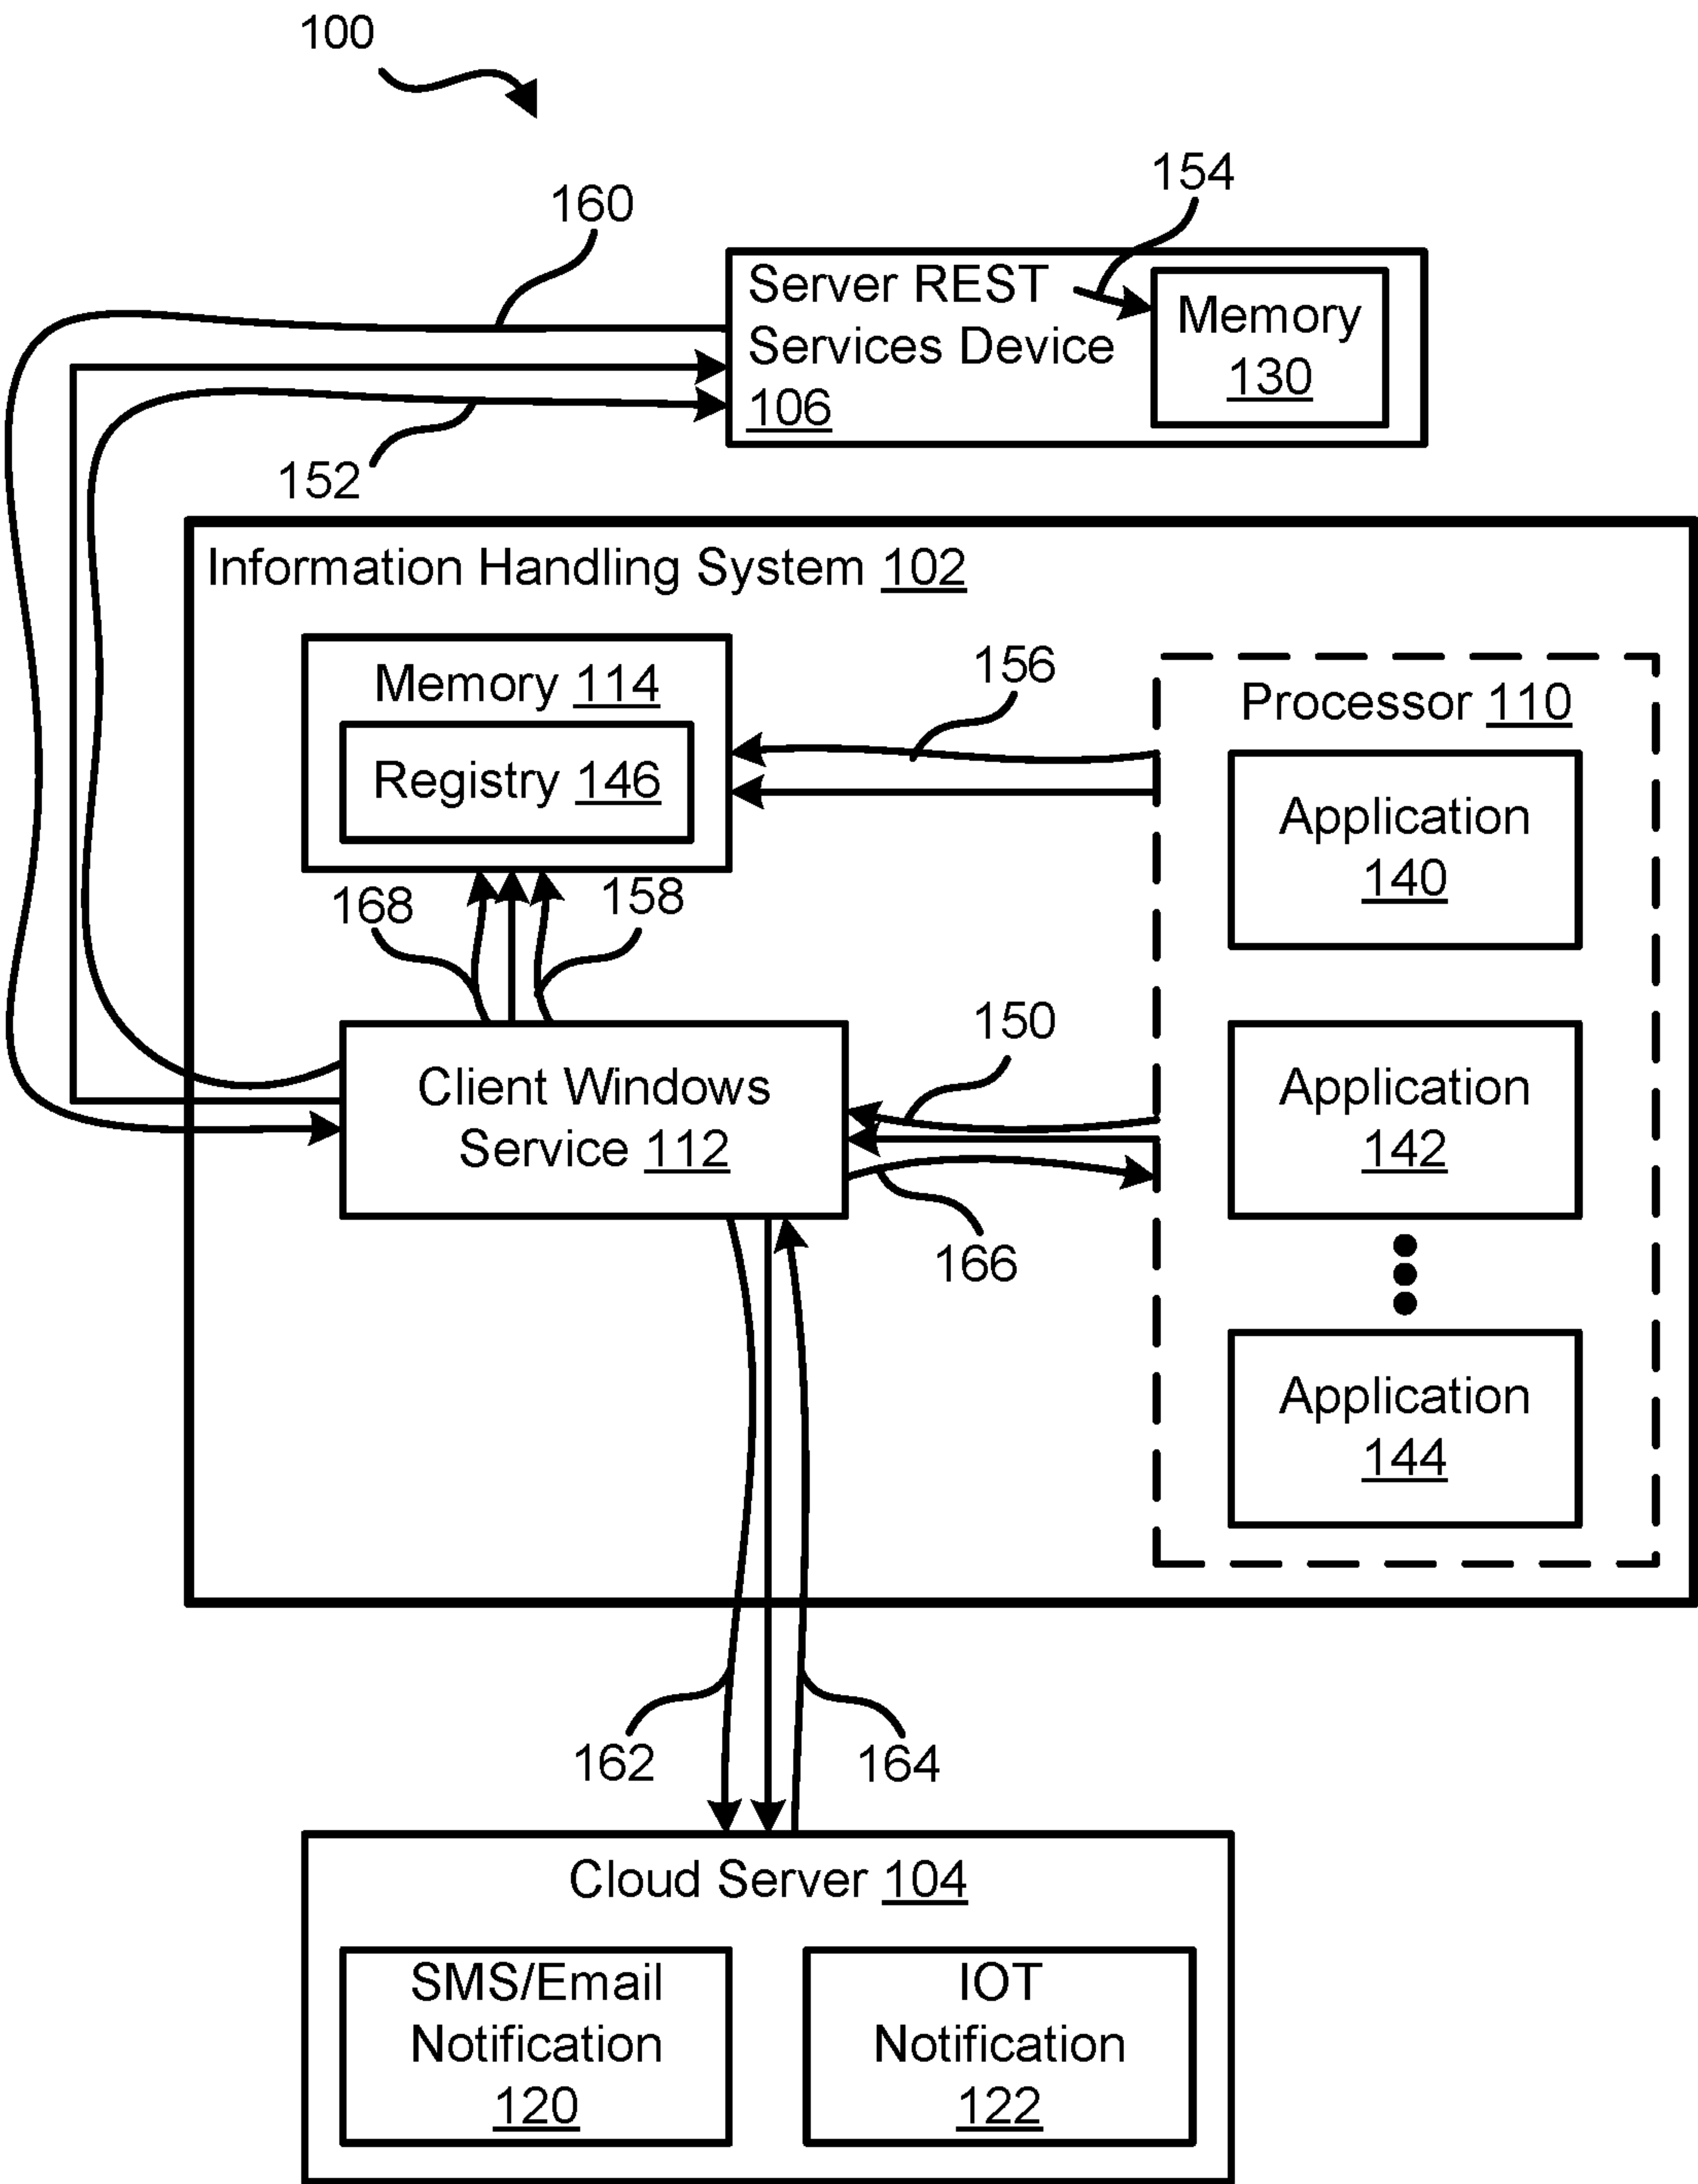 100
154
160
Server REST
Services Device
106
Memory
130
152
Information Handling System 102
Memory 114
Registry 146
156
Processor 110
Application
140
168
158
Client Windows
Service 112
150
166
Application
142
Application
144
162
164
Cloud Server 104
SMS/Email
Notification
120
IOT
Notification
122